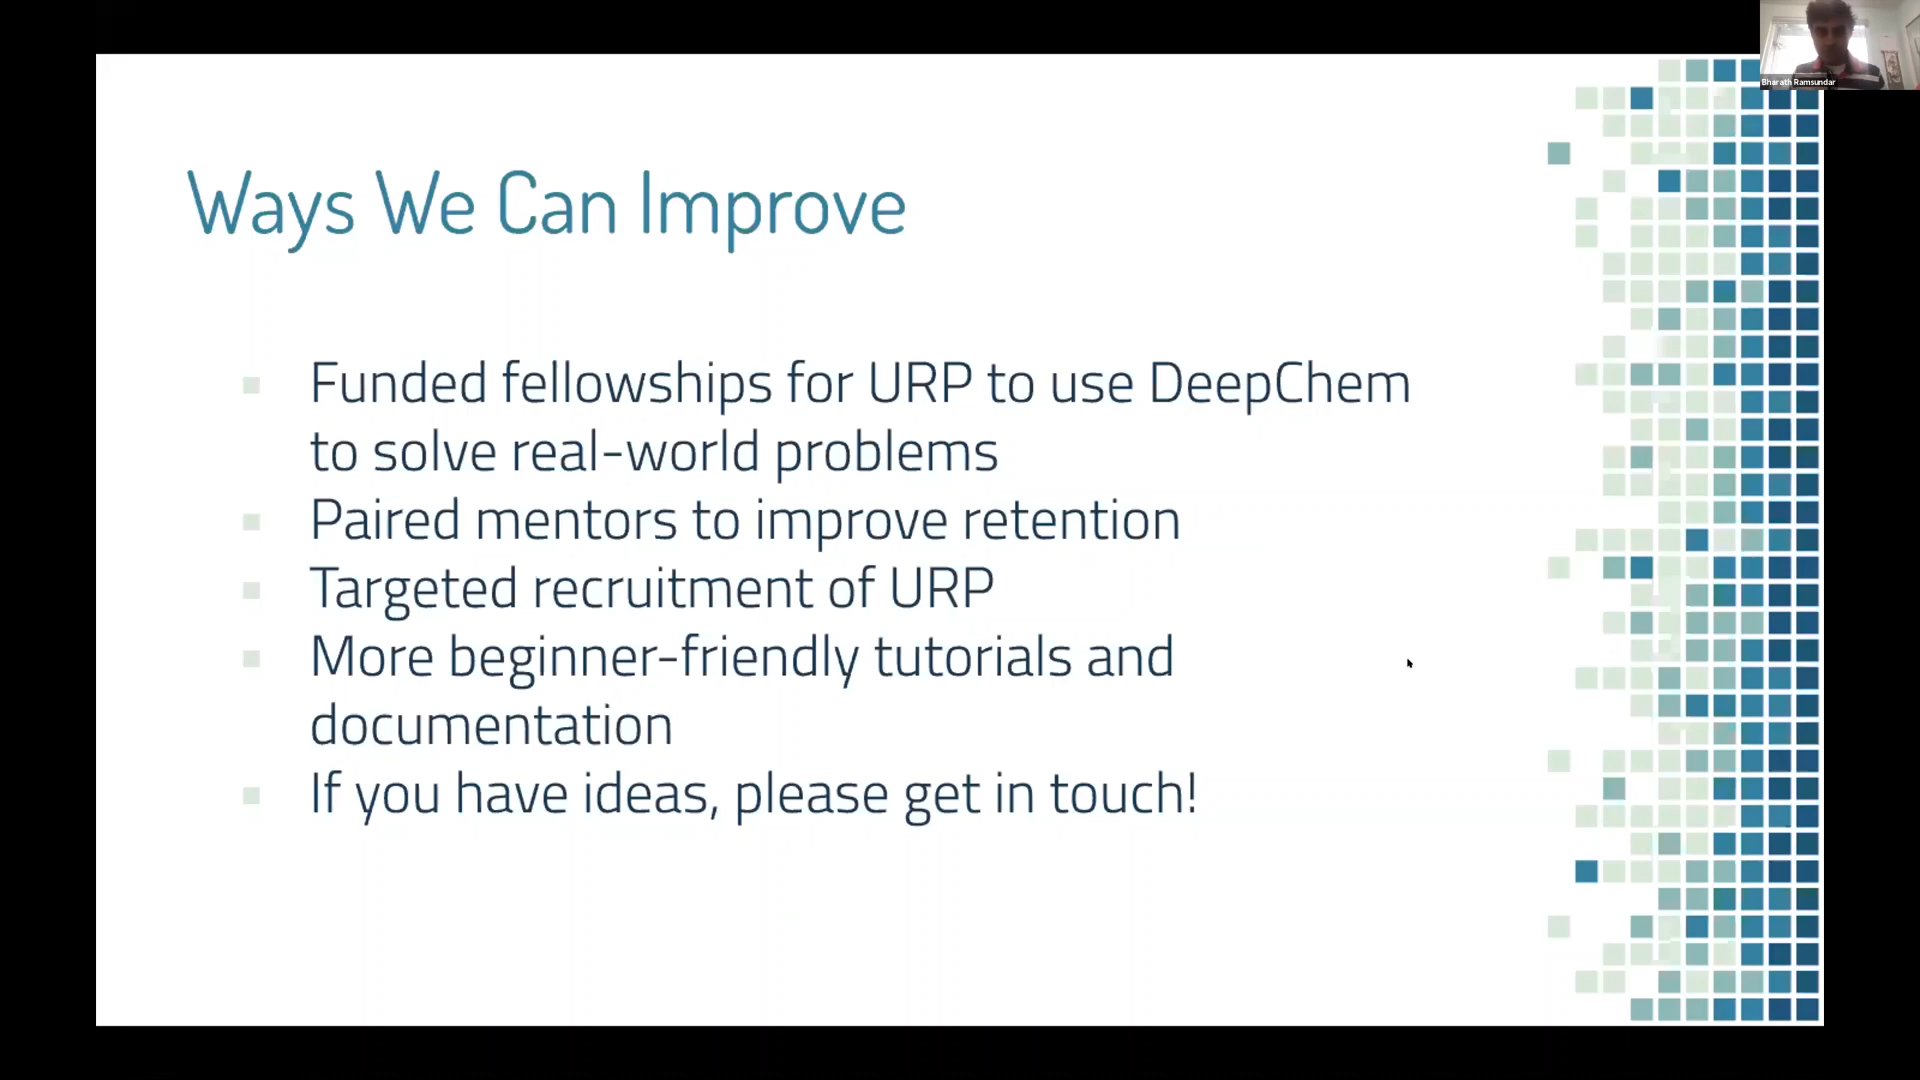 Bharath Ramsundar
Ways We Can Improve
Funded fellowships for URP to use DeepChem
to solve real-world problems
Paired mentors to improve retention
Targeted recruitment of URP
More beginner-friendly tutorials and
documentation
If you have ideas, please get in touch!